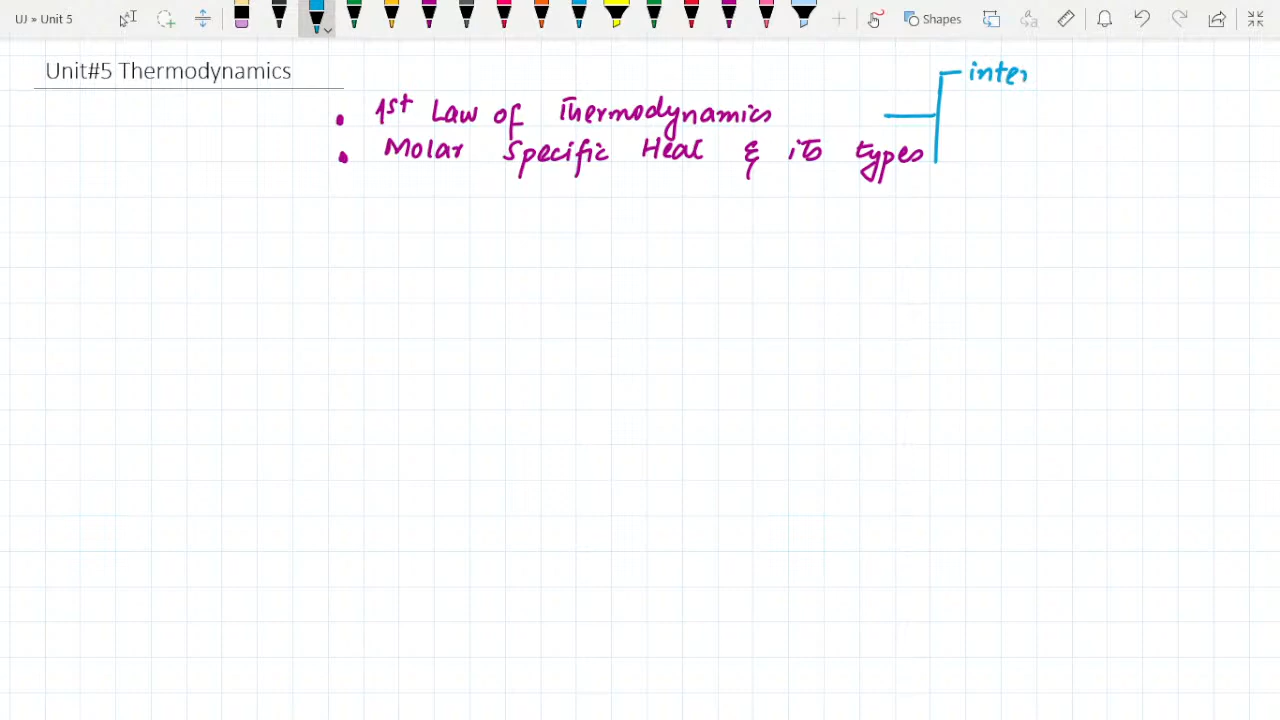 UJ » Unit 5
Shapes
Unit#5 Thermodynamics
inter
• 1st Law of Thermodynamics
• Molar Specific Heat & its types